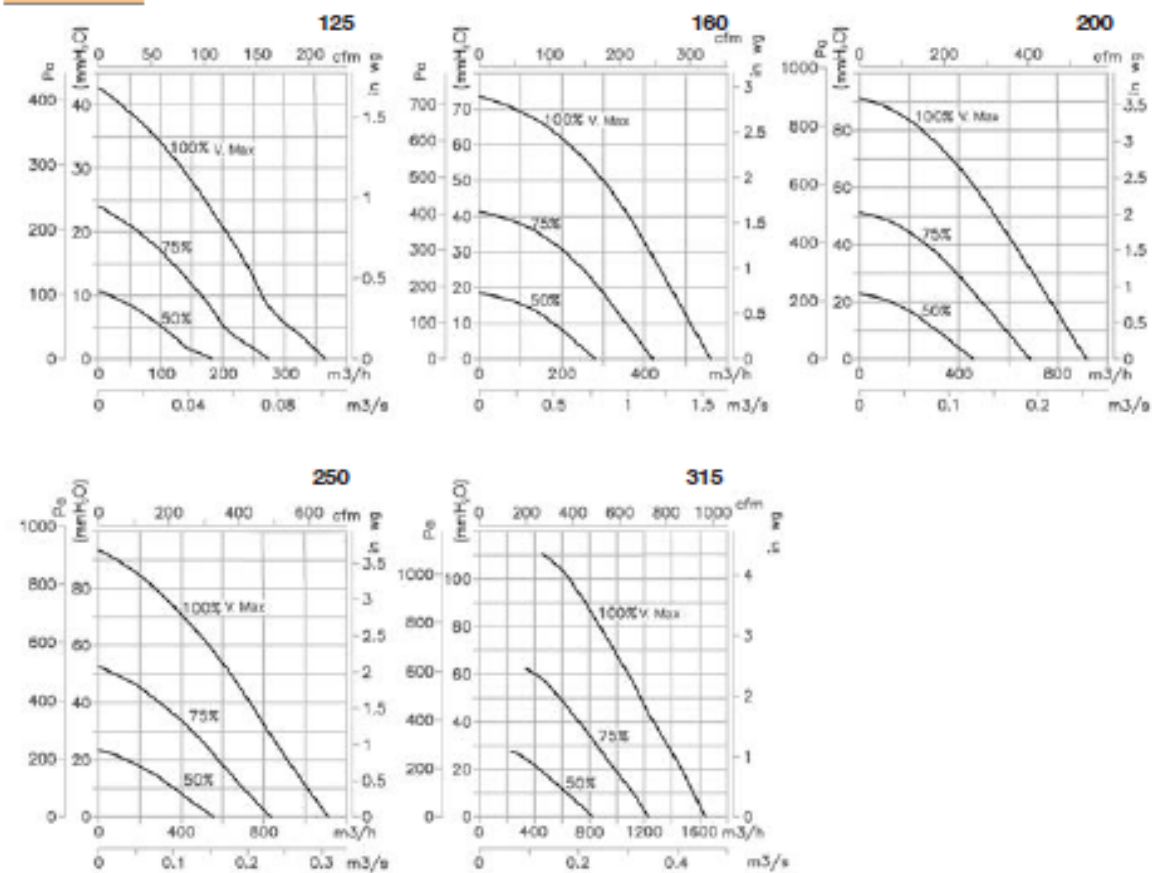 125
0 50 100 150 200 cfm
Pa (mmH2O) in wg
400 40 1.5
100% V. Max
300 30
1
200 20
75%
0.5
100 10
50%
0 0 0
0 100 200 300 m3/h
0 0.04 0.08 m3/s
160
0 100 200 300 cfm
Pa (mmH2O) in wg
3
700 70
100% V. Max
2.5
600 60
500 50 2
400 40 1.5
75%
300 30
1
200 20
50%
0.5
100 10
0 0 0
0 200 400 m3/h
0 0.5 1 1.5 m3/s
200
0 200 400 cfm
Pa (mmH2O) in wg
1000
3.5
100% V. Max
800 80
3
2.5
600 60
2
75%
400 40 1.5
1
200 20
50%
0.5
0 0 0
0 400 800 m3/h
0 0.1 0.2 m3/s
250
0 200 400 600 cfm
Pa (mmH2O) in wg
1000
3.5
800 80
100% V. Max
3
2.5
600 60
2
400 40
75%
1.5
1
200 20
50%
0.5
0 0 0
0 400 800 m3/h
0 0.1 0.2 0.3 m3/s
315
0 200 400 600 800 1000 cfm
Pa (mmH2O) in wg
1000 100 4
100% V. Max
800 80
3
600 60
2
400 40
75%
1
200 20
50%
0 0 0
0 400 800 1200 1600 m3/h
0 0.2 0.4 m3/s